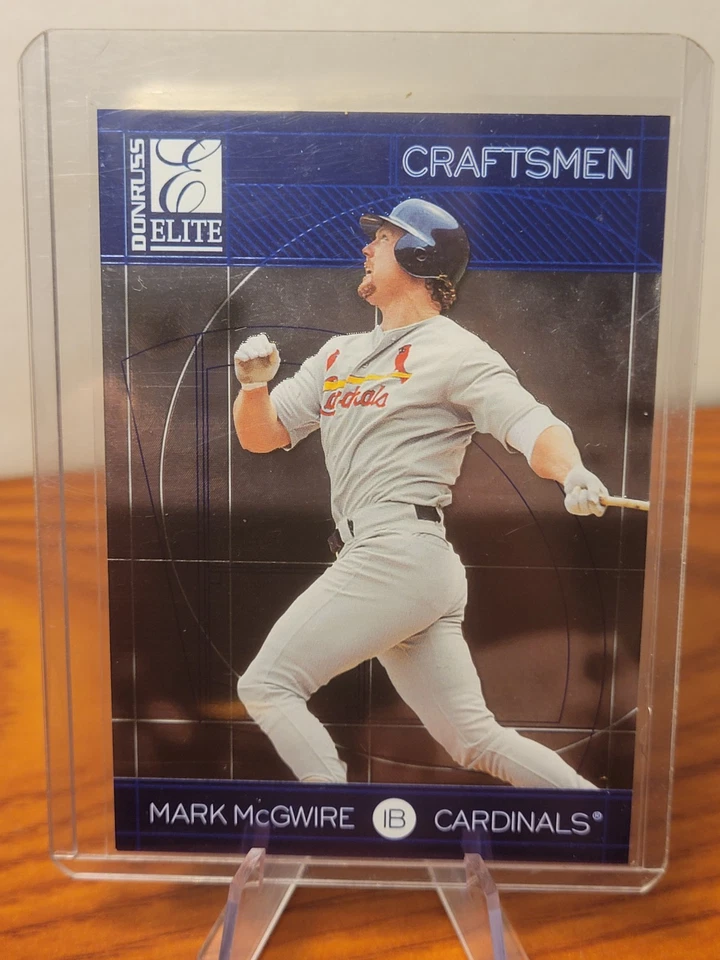 DONRUSS
E
ELITE
CRAFTSMEN
Cardinals
MARK McGWIRE 1B CARDINALS®